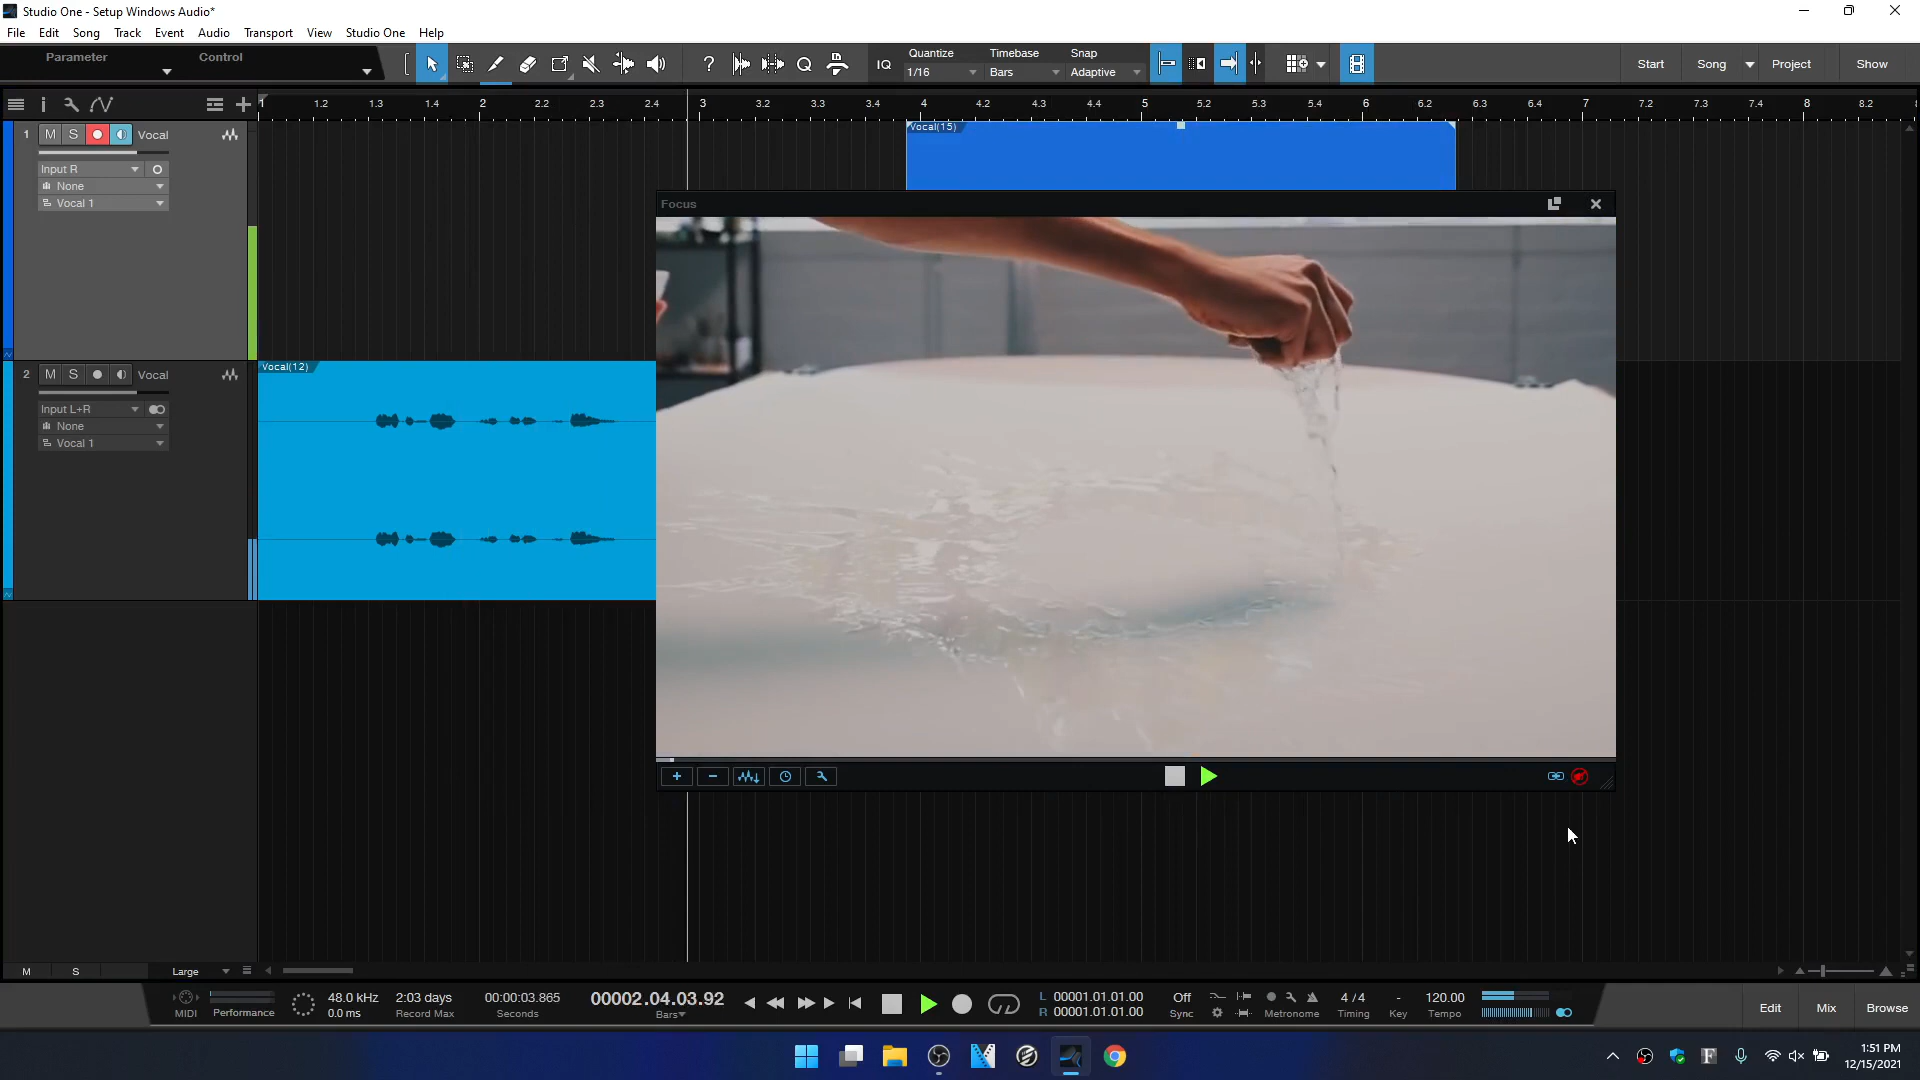 Studio One - Setup Windows Audio*
File Edit Song Track Event Audio Transport View Studio One Help
Parameter Control
Quantize Timebase Snap
IQ 1/16 Bars Adaptive
Start Song Project Show
1 1.2 1.3 1.4 2 2.2 2.3 2.4 3 3.2 3.3 3.4 4 4.2 4.3 4.4 5 5.2 5.3 5.4 6 6.2 6.3 6.4 7 7.2 7.3 7.4 8 8.2
1 M S Vocal
Vocal(15)
Input R
None
Vocal 1
Focus
2 M S Vocal
Vocal(12)
Input L+R
None
Vocal 1
M S Large
MIDI Performance
48.0 kHz
0.0 ms
2:03 days
Record Max
00:00:03.865
Seconds
00002.04.03.92
Bars
L 00001.01.01.00
R 00001.01.01.00
Off
Sync
Metronome
4 / 4
Timing
-
Key
120.00
Tempo
Edit Mix Browse
1:51 PM
12/15/2021